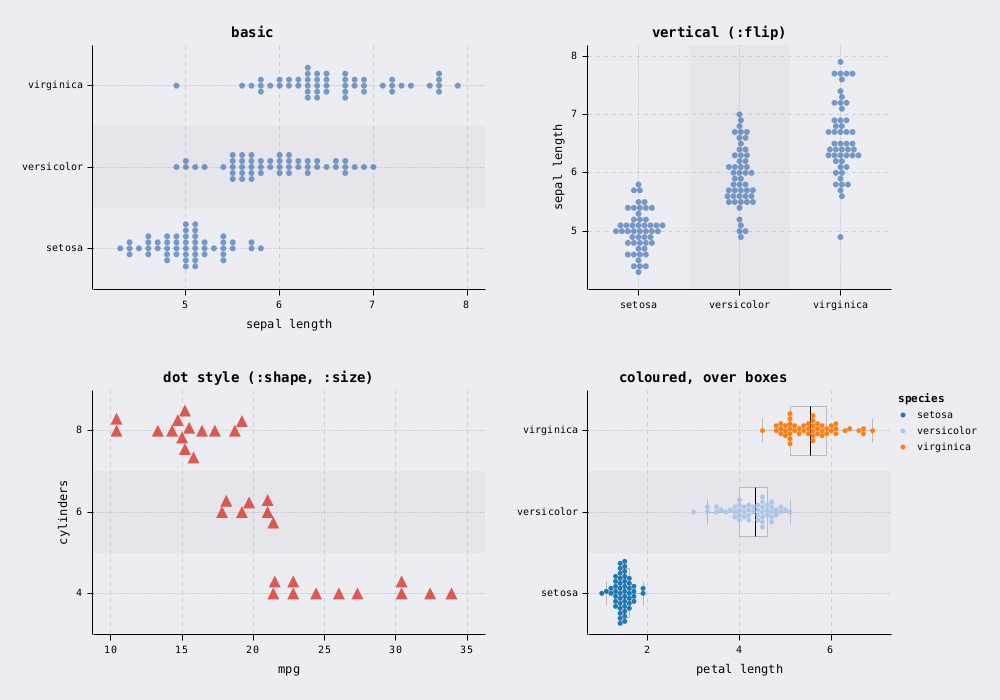 basic
virginica
versicolor
setosa
5 6 7 8
sepal length
vertical (:flip)
8
7
6
5
sepal length
setosa versicolor virginica
dot style (:shape, :size)
8
6
4
cylinders
10 15 20 25 30 35
mpg
coloured, over boxes
virginica
versicolor
setosa
2 4 6
petal length
species
setosa
versicolor
virginica